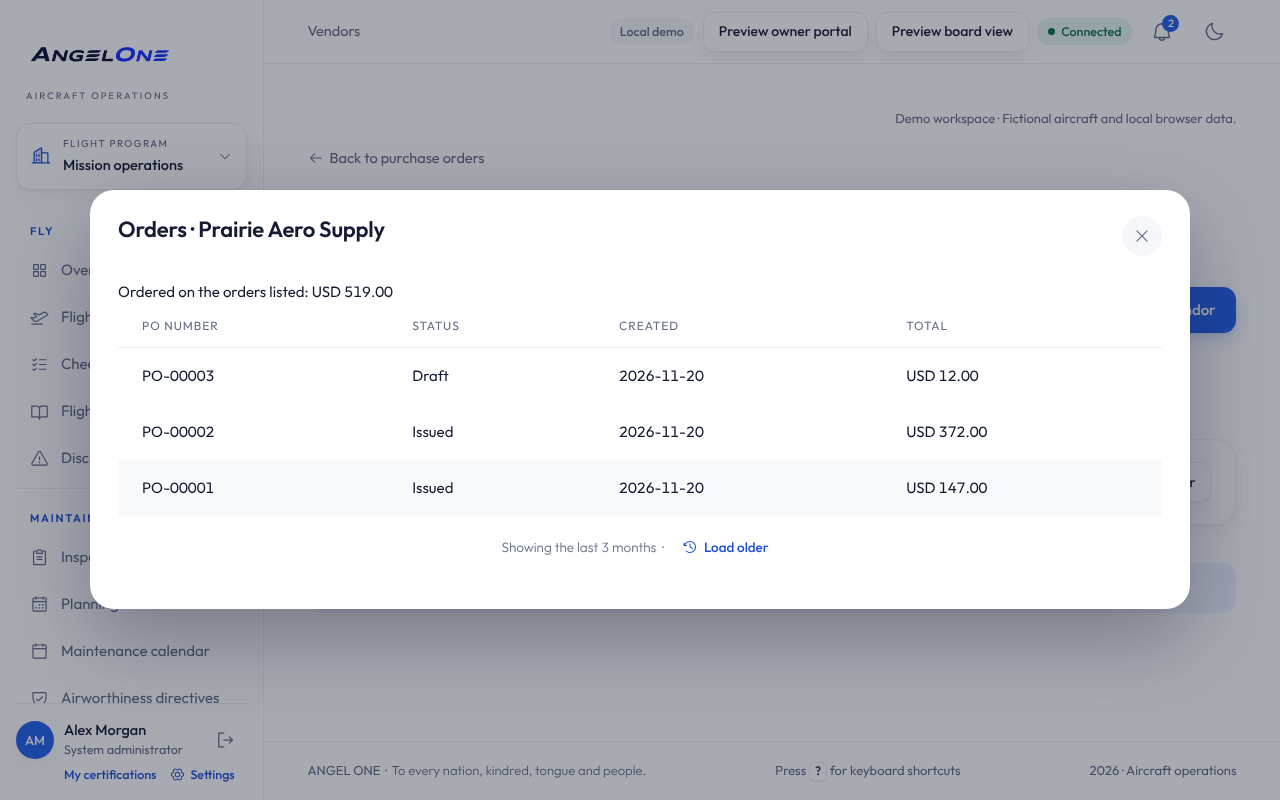 ANGELONE
AIRCRAFT OPERATIONS
FLIGHT PROGRAM
Mission operations
FLY
MAINTAIN
Maintenance calendar
Airworthiness directives
AM
Alex Morgan
System administrator
My certifications
Settings
Vendors
Local demo
Preview owner portal
Preview board view
Connected
2
Demo workspace · Fictional aircraft and local browser data.
Back to purchase orders
Orders · Prairie Aero Supply
Ordered on the orders listed: USD 519.00
PO NUMBER STATUS CREATED TOTAL
PO-00003 Draft 2026-11-20 USD 12.00
PO-00002 Issued 2026-11-20 USD 372.00
PO-00001 Issued 2026-11-20 USD 147.00
Showing the last 3 months ·
Load older
ANGEL ONE · To every nation, kindred, tongue and people.
Press ? for keyboard shortcuts
2026 · Aircraft operations